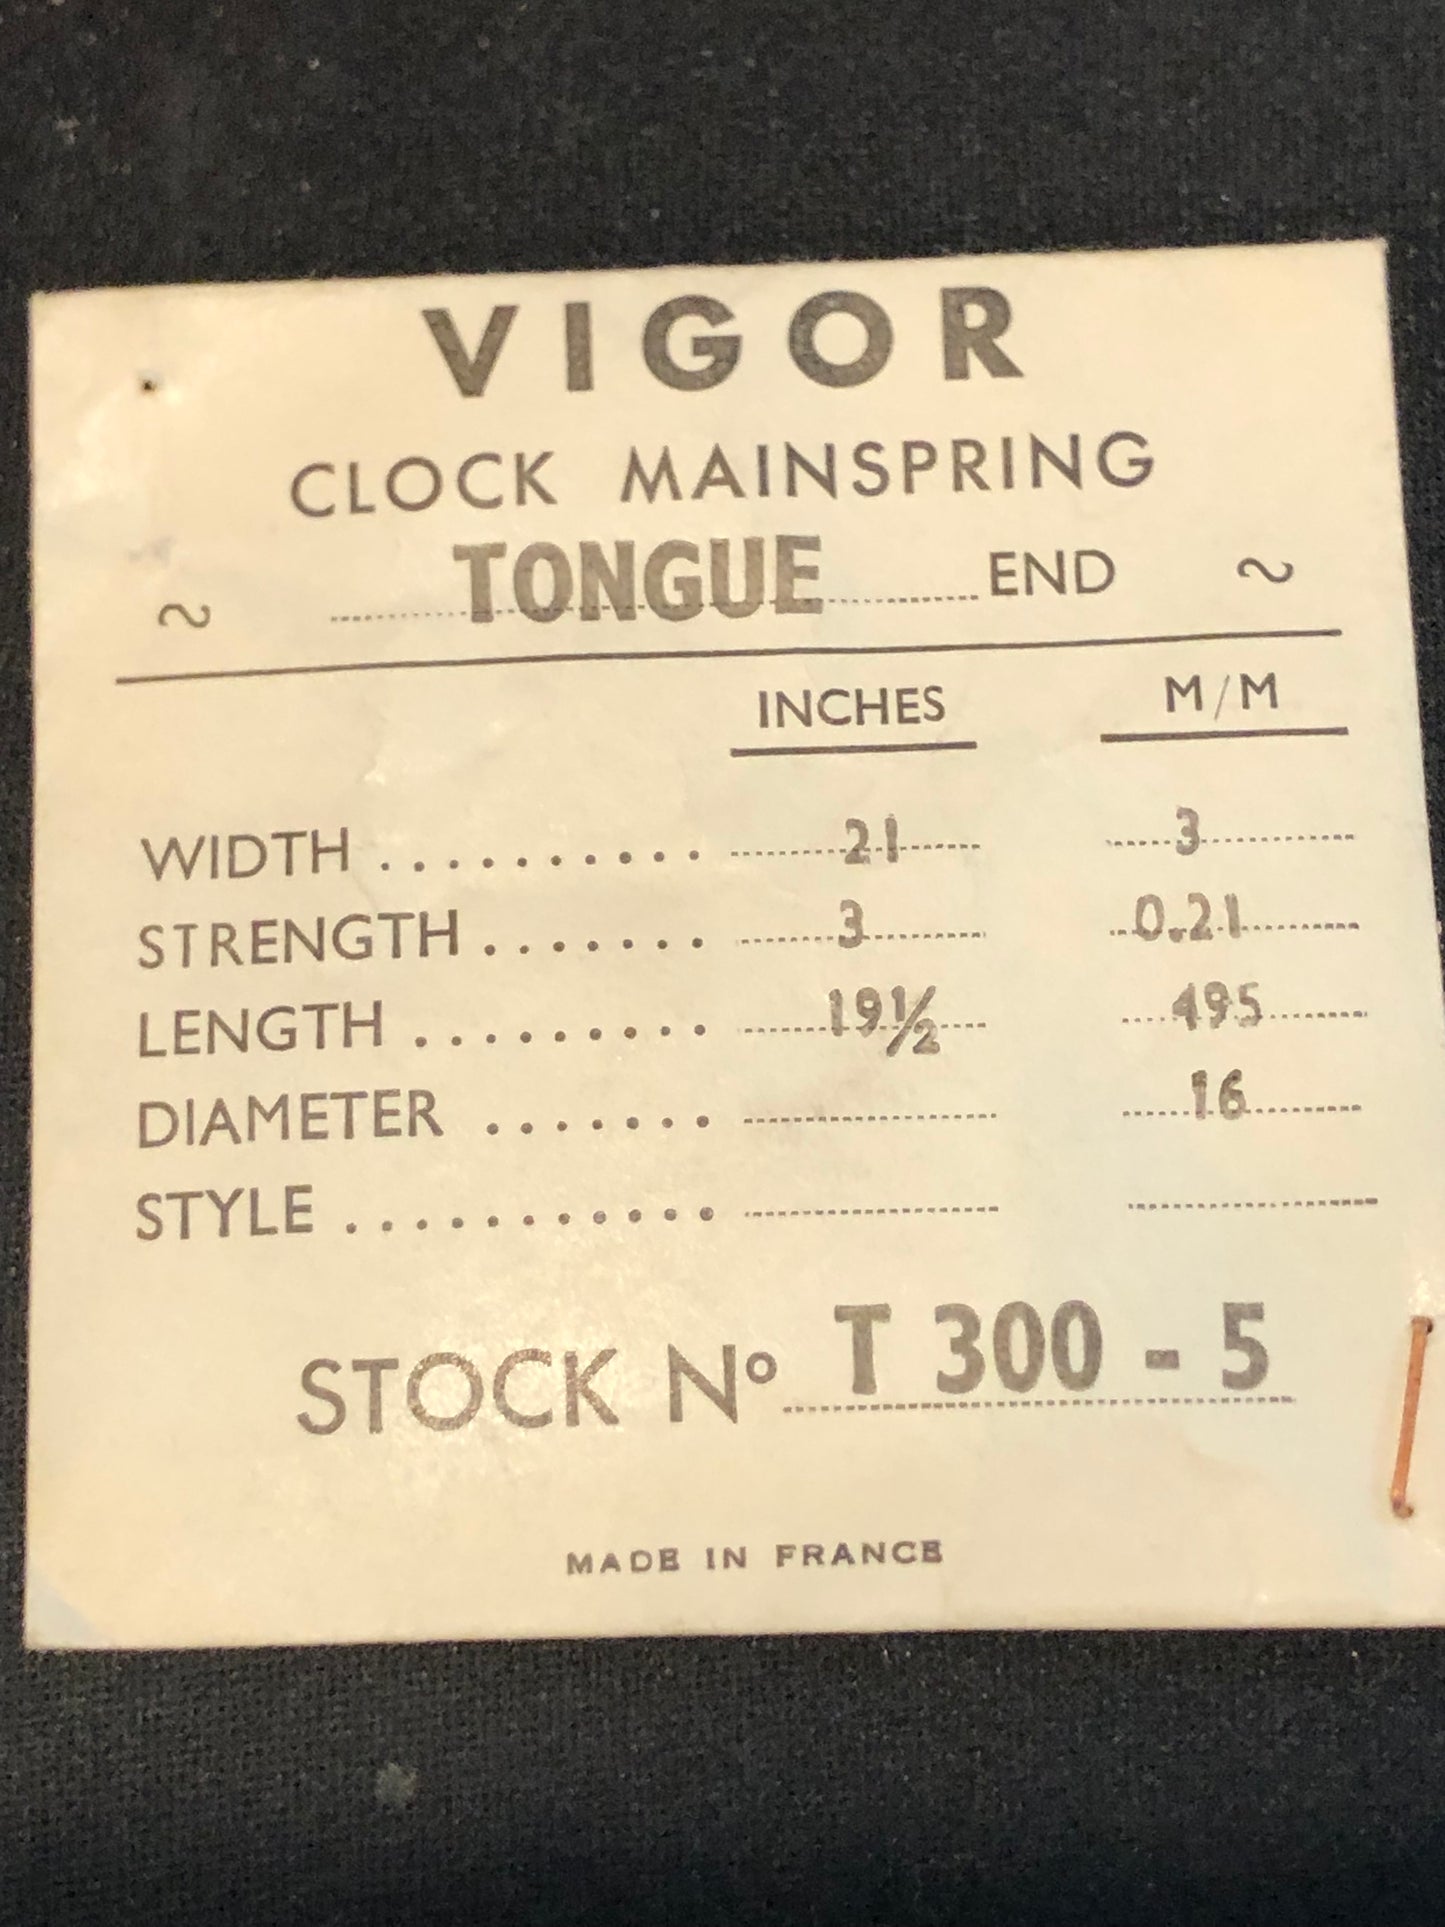 VIGOR
CLOCK MAINSPRING
~ TONGUE END ~
INCHES M/M
WIDTH .......... 21 3
STRENGTH ....... 3 0.21
LENGTH ......... 19½ 495
DIAMETER ....... 16
STYLE ...........
STOCK Nº T 300 - 5
MADE IN FRANCE